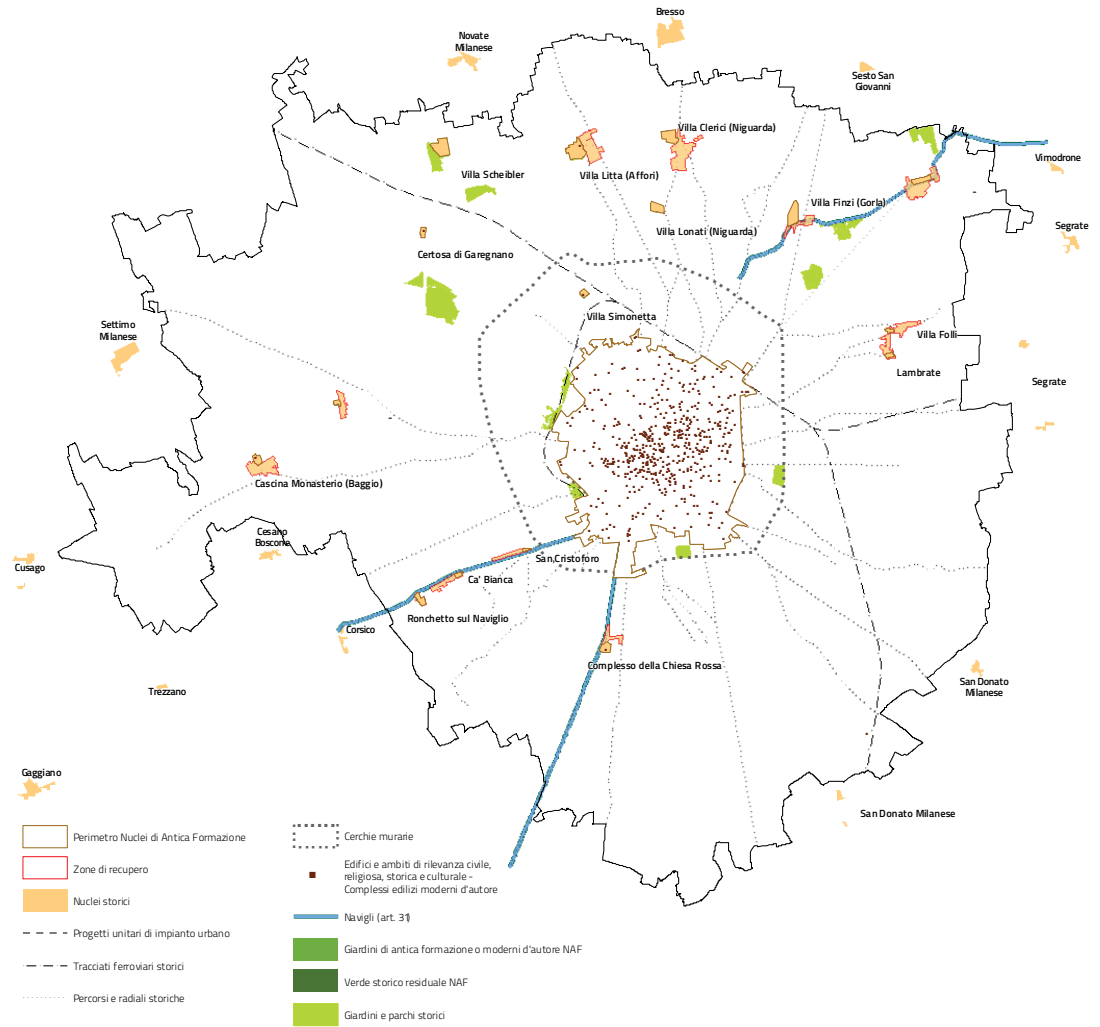 Bresso
Novate
Milanese
Sesto San
Giovanni
Villa Clerici (Niguarda)
Vimodrone
Villa Scheibler
Villa Litta (Affori)
Villa Finzi (Gorla)
Segrate
Villa Lonati (Niguarda)
Certosa di Garegnano
Villa Simonetta
Settimo
Milanese
Villa Folli
Lambrate
Segrate
Cascina Monasterio (Baggio)
Cesano
Boscone
Cusago
San Cristoforo
Ca' Bianca
Ronchetto sul Naviglio
Corsico
Complesso della Chiesa Rossa
Trezzano
San Donato
Milanese
Gaggiano
San Donato Milanese
Perimetro Nuclei di Antica Formazione
Zone di recupero
Nuclei storici
Progetti unitari di impianto urbano
Tracciati ferroviari storici
Percorsi e radiali storiche
Cerchie murarie
Edifici e ambiti di rilevanza civile,
religiosa, storica e culturale -
Complessi edilizi moderni d'autore
Navigli (art. 31)
Giardini di antica formazione o moderni d'autore NAF
Verde storico residuale NAF
Giardini e parchi storici